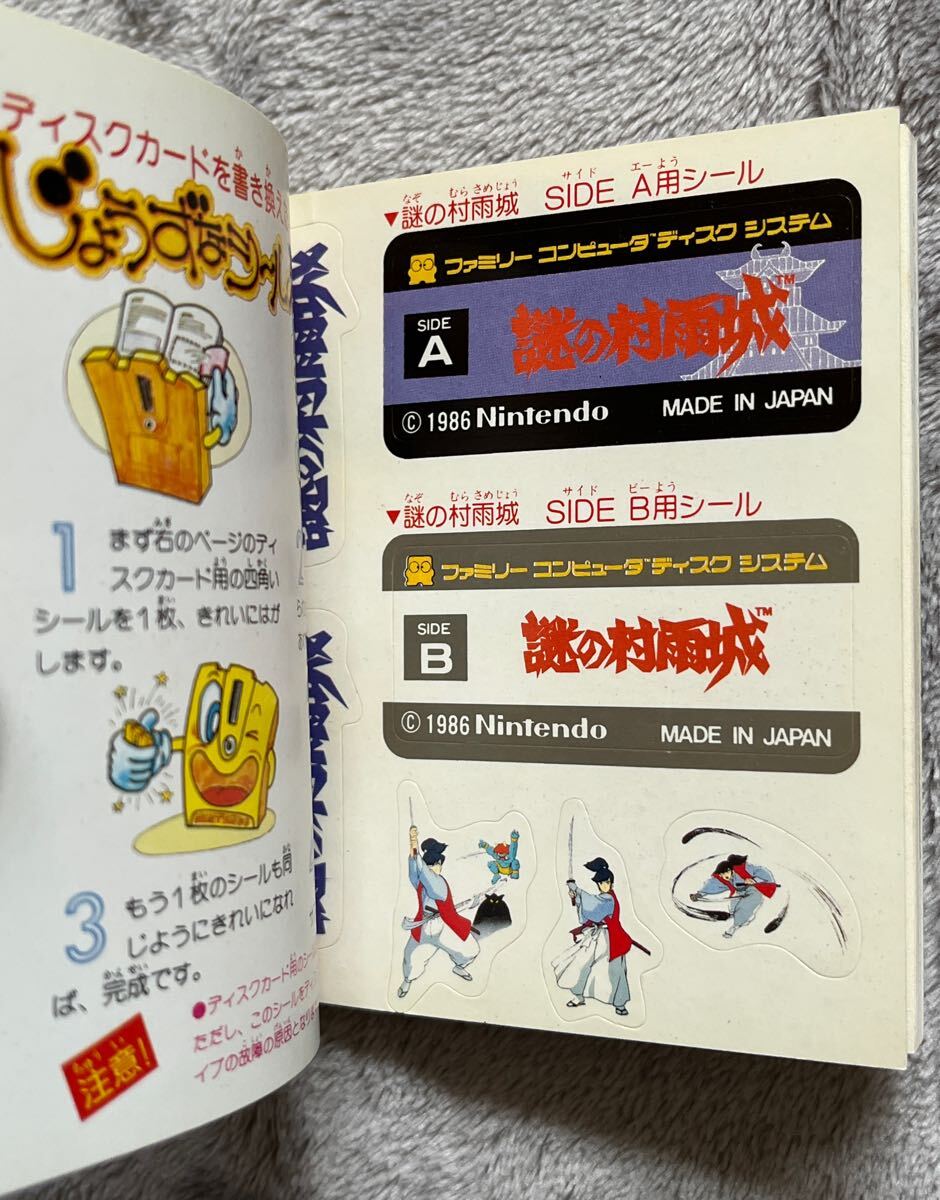 ディスクカードを書き換え
じょうずなシール
1 まず右のページのディ
スクカード用の四角い
シールを1枚、きれいにはが
します。
3 もう1枚のシールも同
じようにきれいになれ
ば、完成です。
●ディスクカード用のシー
ただし、このシールをディ
イブの故障の原因となりま
注意!
▼謎の村雨城 SIDE A用シール
ファミリー コンピュータ™ ディスク システム
SIDE
A
謎の村雨城™
© 1986 Nintendo MADE IN JAPAN
▼謎の村雨城 SIDE B用シール
ファミリー コンピュータ™ ディスク システム
SIDE
B
謎の村雨城™
© 1986 Nintendo MADE IN JAPAN